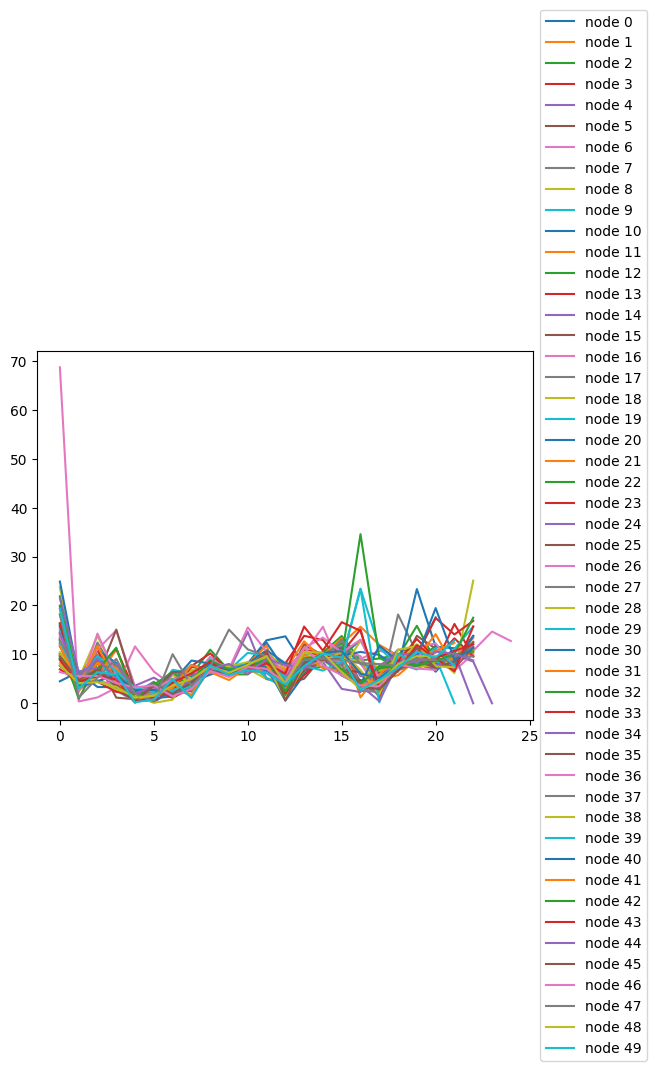 70
60
50
40
30
20
10
0
0 5 10 15 20 25
node 0
node 1
node 2
node 3
node 4
node 5
node 6
node 7
node 8
node 9
node 10
node 11
node 12
node 13
node 14
node 15
node 16
node 17
node 18
node 19
node 20
node 21
node 22
node 23
node 24
node 25
node 26
node 27
node 28
node 29
node 30
node 31
node 32
node 33
node 34
node 35
node 36
node 37
node 38
node 39
node 40
node 41
node 42
node 43
node 44
node 45
node 46
node 47
node 48
node 49